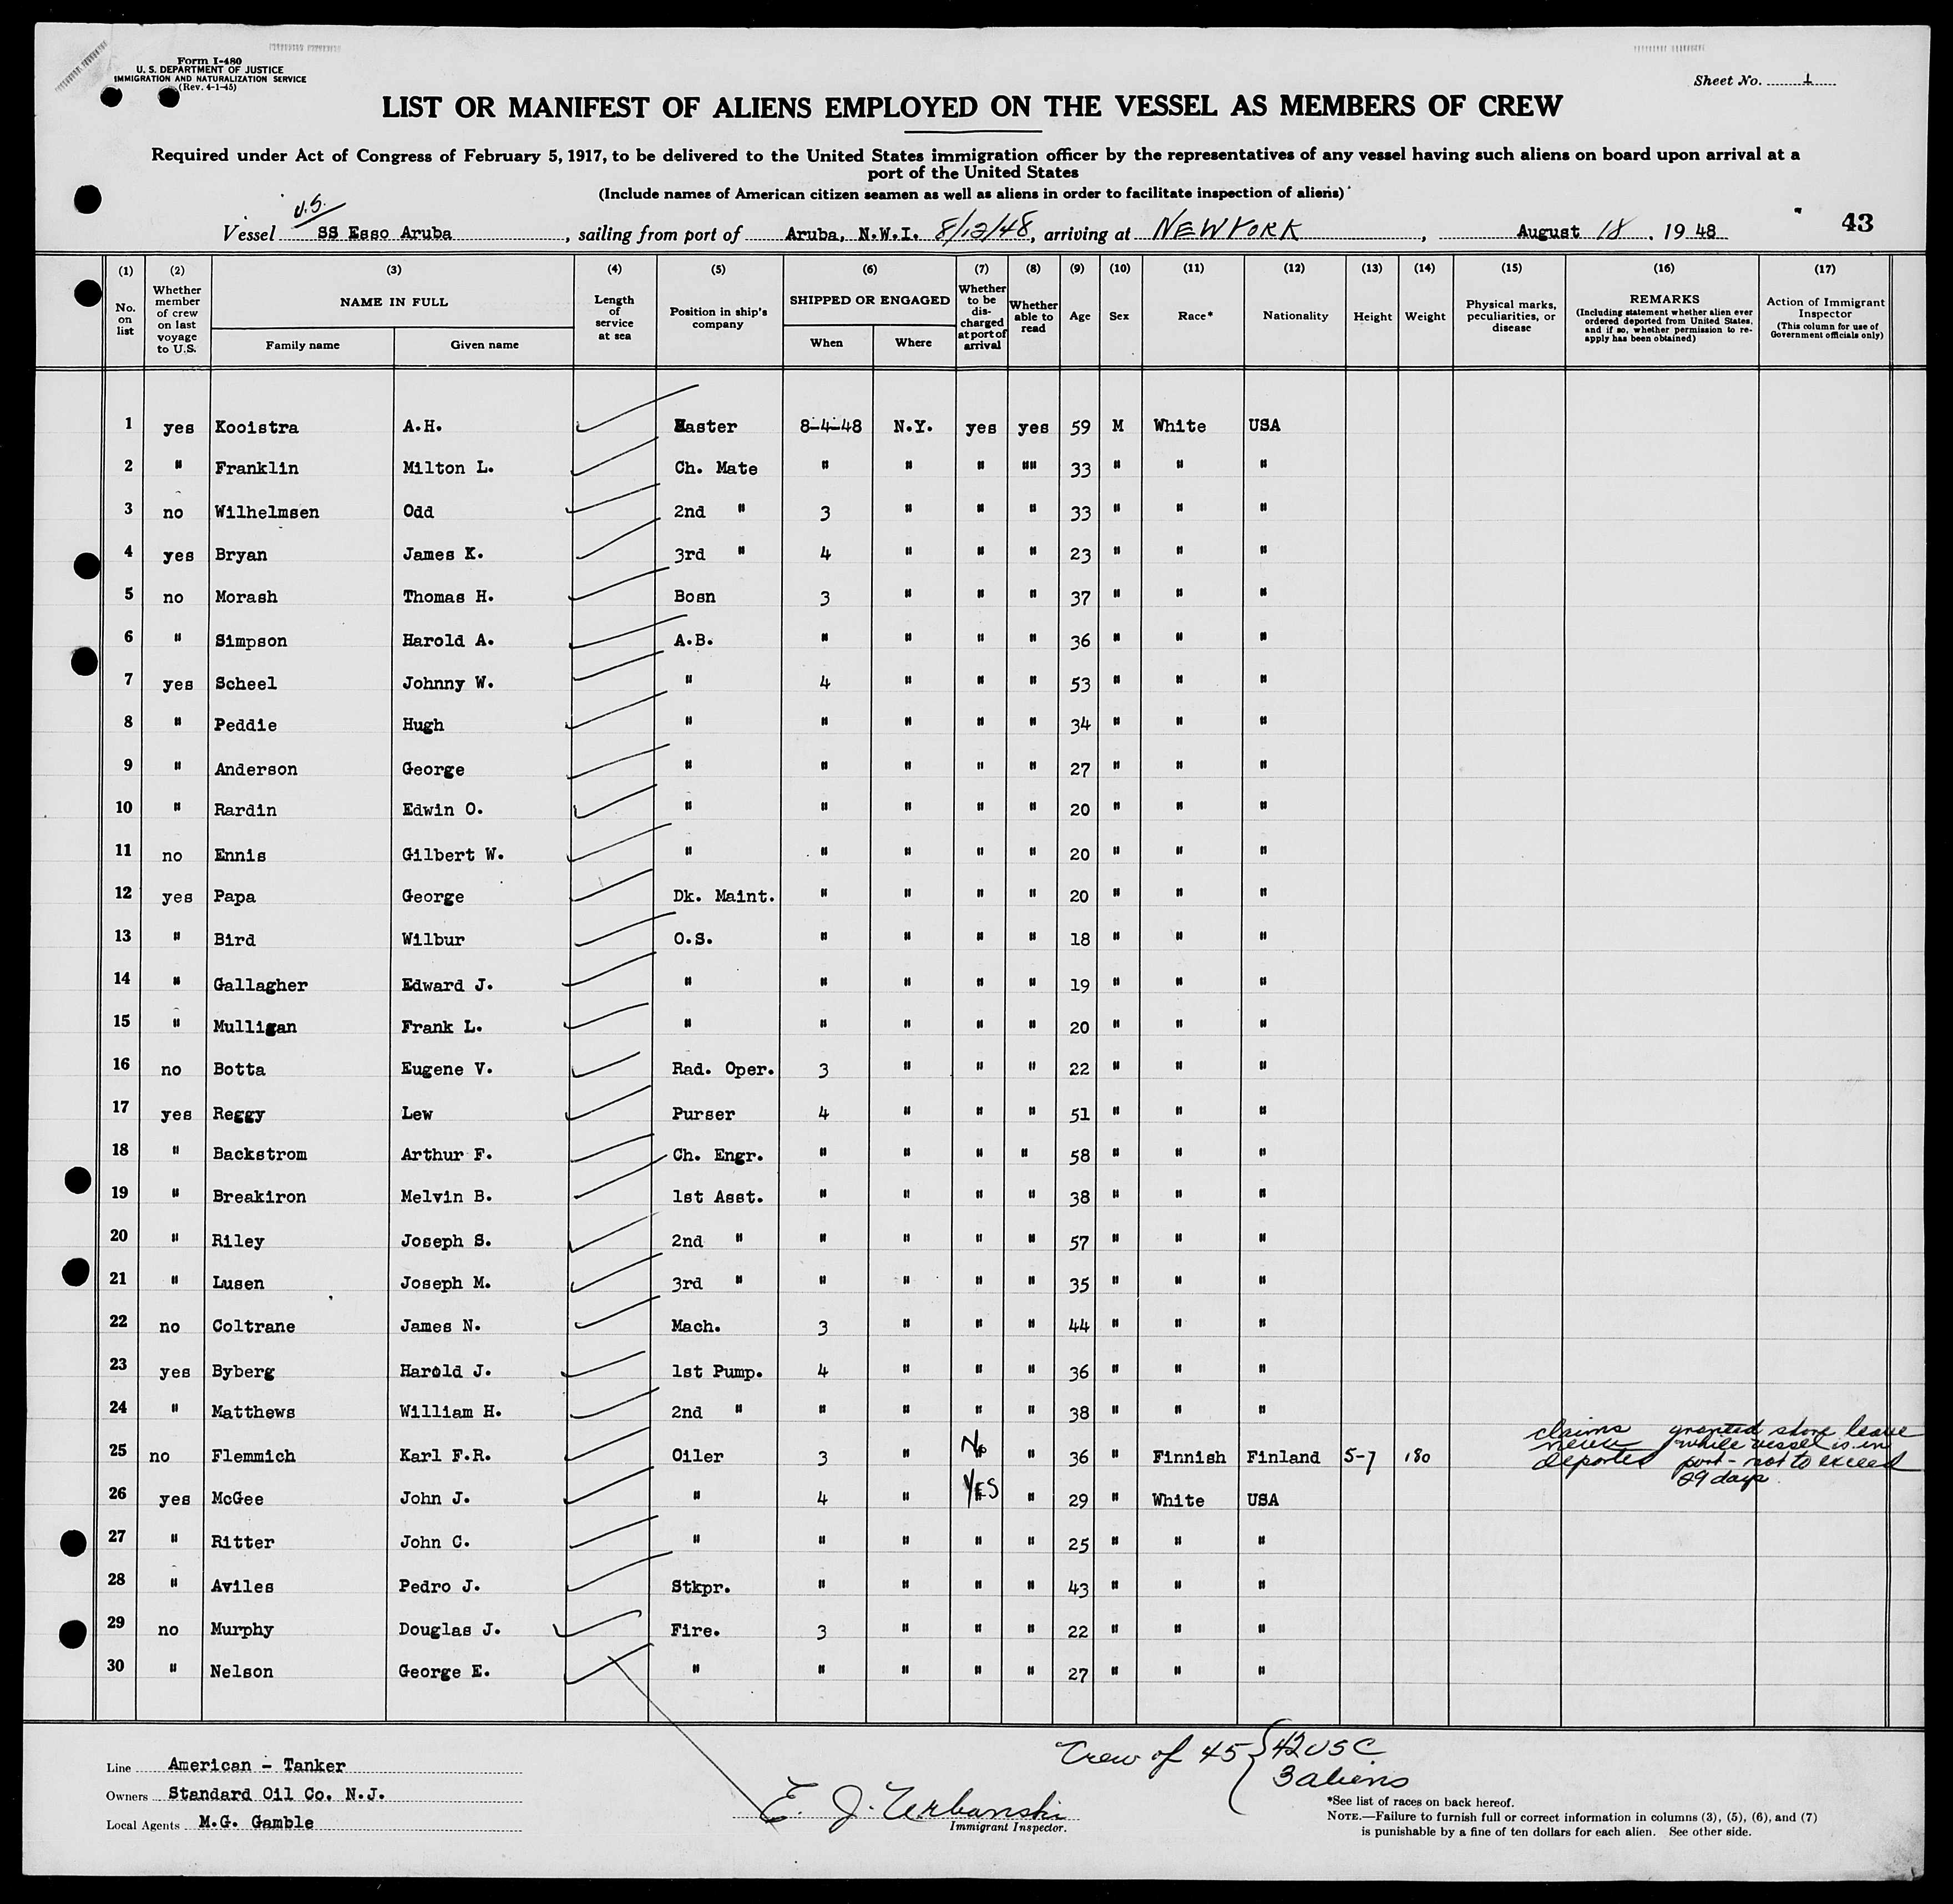 Form I-480
U. S. DEPARTMENT OF JUSTICE
IMMIGRATION AND NATURALIZATION SERVICE
(Rev. 4-1-45)
Sheet No. 1
LIST OR MANIFEST OF ALIENS EMPLOYED ON THE VESSEL AS MEMBERS OF CREW
Required under Act of Congress of February 5, 1917, to be delivered to the United States immigration officer by the representatives of any vessel having such aliens on board upon arrival at a
port of the United States
(Include names of American citizen seamen as well as aliens in order to facilitate inspection of aliens)
U.S.
Vessel SS Esso Aruba, sailing from port of Aruba, N.W.I. 8/12/48, arriving at NEW YORK, August 18, 1948
43
(1) (2) (3) (4) (5) (6) (7) (8) (9) (10) (11) (12) (13) (14) (15) (16) (17)
No. on list
Whether member of crew on last voyage to U.S.
NAME IN FULL
Family name Given name
Length of service at sea
Position in ship's company
SHIPPED OR ENGAGED
When Where
Whether to be discharged at port of arrival
Whether able to read
Age
Sex
Race*
Nationality
Height
Weight
Physical marks, peculiarities, or disease
REMARKS
(Including statement whether alien ever ordered deported from United States, and if so, whether permission to re-apply has been obtained)
Action of Immigrant Inspector
(This column for use of Government officials only)
1 yes Kooistra A.H. Master 8-4-48 N.Y. yes yes 59 M White USA
2 " Franklin Milton L. Ch. Mate " " " "" 33 " " "
3 no Wilhelmsen Odd 2nd " 3 " " " 33 " " "
4 yes Bryan James K. 3rd " 4 " " " 23 " " "
5 no Morash Thomas H. Bosn 3 " " " 37 " " "
6 " Simpson Harold A. A.B. " " " " 36 " " "
7 yes Scheel Johnny W. " 4 " " " 53 " " "
8 " Peddie Hugh " " " " " 34 " " "
9 " Anderson George " " " " " 27 " " "
10 " Rardin Edwin O. " " " " " 20 " " "
11 no Ennis Gilbert W. " " " " " 20 " " "
12 yes Papa George Dk. Maint. " " " " 20 " " "
13 " Bird Wilbur O.S. " " " " 18 " " "
14 " Gallagher Edward J. " " " " " 19 " " "
15 " Mulligan Frank L. " " " " " 20 " " "
16 no Botta Eugene V. Rad. Oper. 3 " " " 22 " " "
17 yes Reggy Lew Purser 4 " " " 51 " " "
18 " Backstrom Arthur F. Ch. Engr. " " " " 58 " " "
19 " Breakiron Melvin B. 1st Asst. " " " " 38 " " "
20 " Riley Joseph S. 2nd " " " " " 57 " " "
21 " Lusen Joseph M. 3rd " " " " " 35 " " "
22 no Coltrane James N. Mach. 3 " " " 44 " " "
23 yes Byberg Harold J. 1st Pump. 4 " " " 36 " " "
24 " Matthews William H. 2nd " " " " " 38 " " "
25 no Flemmich Karl F.R. Oiler 3 " No " 36 " Finnish Finland 5-7 180
claims never deported
granted shore leave while vessel is in port - not to exceed 29 days
26 yes McGee John J. " 4 " YES " 29 " White USA
27 " Ritter John C. " " " " " 25 " " "
28 " Aviles Pedro J. Stkpr. " " " " 43 " " "
29 no Murphy Douglas J. Fire. 3 " " " 22 " " "
30 " Nelson George E. " " " " " 27 " " "
Line American - Tanker
Owners Standard Oil Co. N.J.
Local Agents M.G. Gamble
E. J. Urbanski
Immigrant Inspector.
Crew of 45 { 42 USC
3 aliens
*See list of races on back hereof.
NOTE.—Failure to furnish full or correct information in columns (3), (5), (6), and (7)
is punishable by a fine of ten dollars for each alien. See other side.